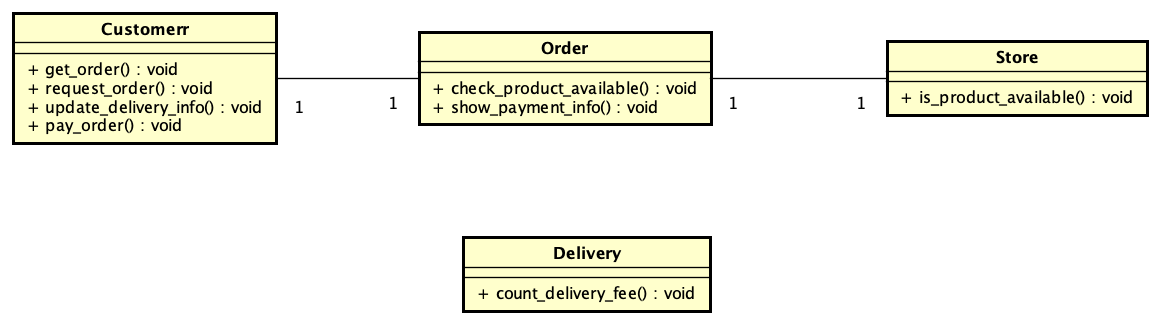 Customerr
+ get_order() : void
+ request_order() : void
+ update_delivery_info() : void
+ pay_order() : void
1
1
Order
+ check_product_available() : void
+ show_payment_info() : void
1
1
Store
+ is_product_available() : void
Delivery
+ count_delivery_fee() : void